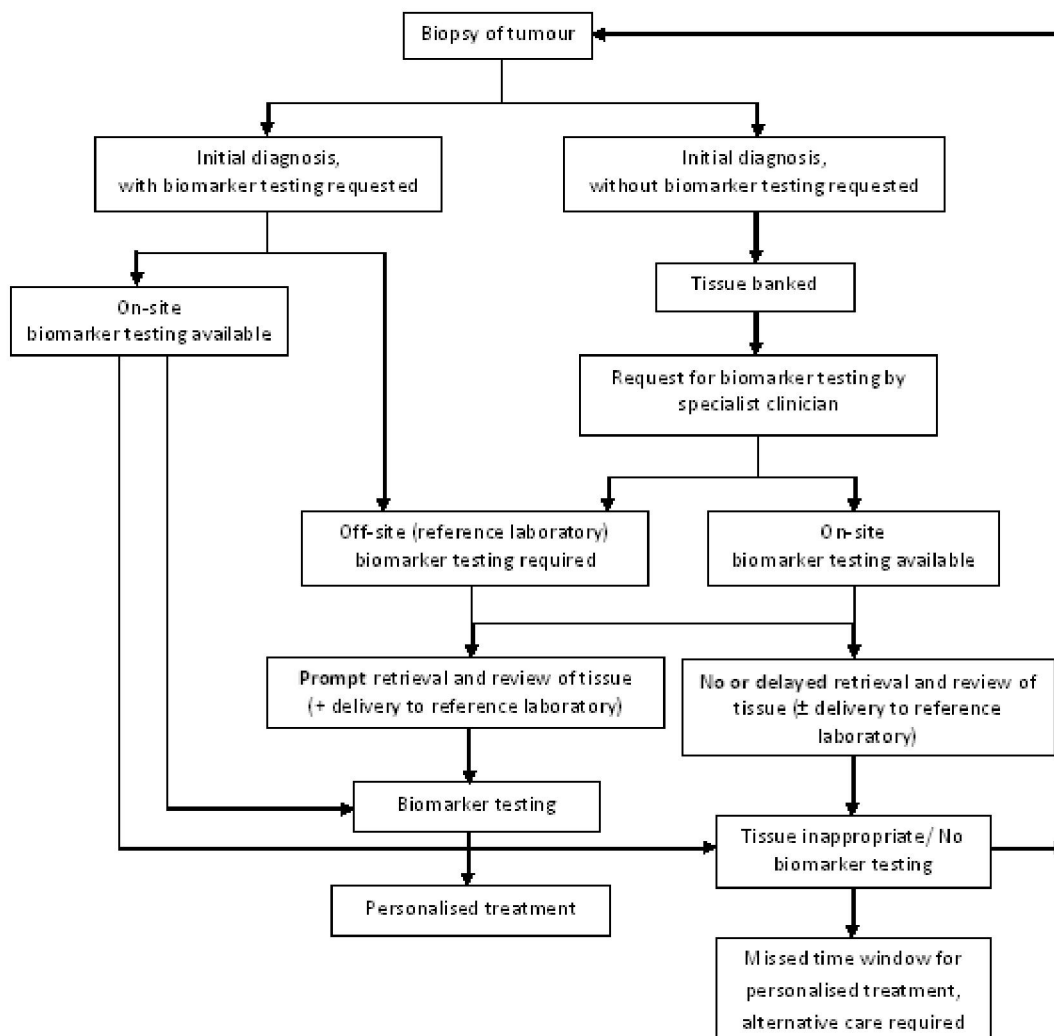 Biopsy of tumour
Initial diagnosis,
with biomarker testing requested
Initial diagnosis,
without biomarker testing requested
Tissue banked
On-site
biomarker testing available
Request for biomarker testing by
specialist clinician
Off-site (reference laboratory)
biomarker testing required
On-site
biomarker testing available
Prompt retrieval and review of tissue
(+ delivery to reference laboratory)
No or delayed retrieval and review of
tissue (± delivery to reference
laboratory)
Biomarker testing
Tissue inappropriate/ No
biomarker testing
Personalised treatment
Missed time window for
personalised treatment,
alternative care required